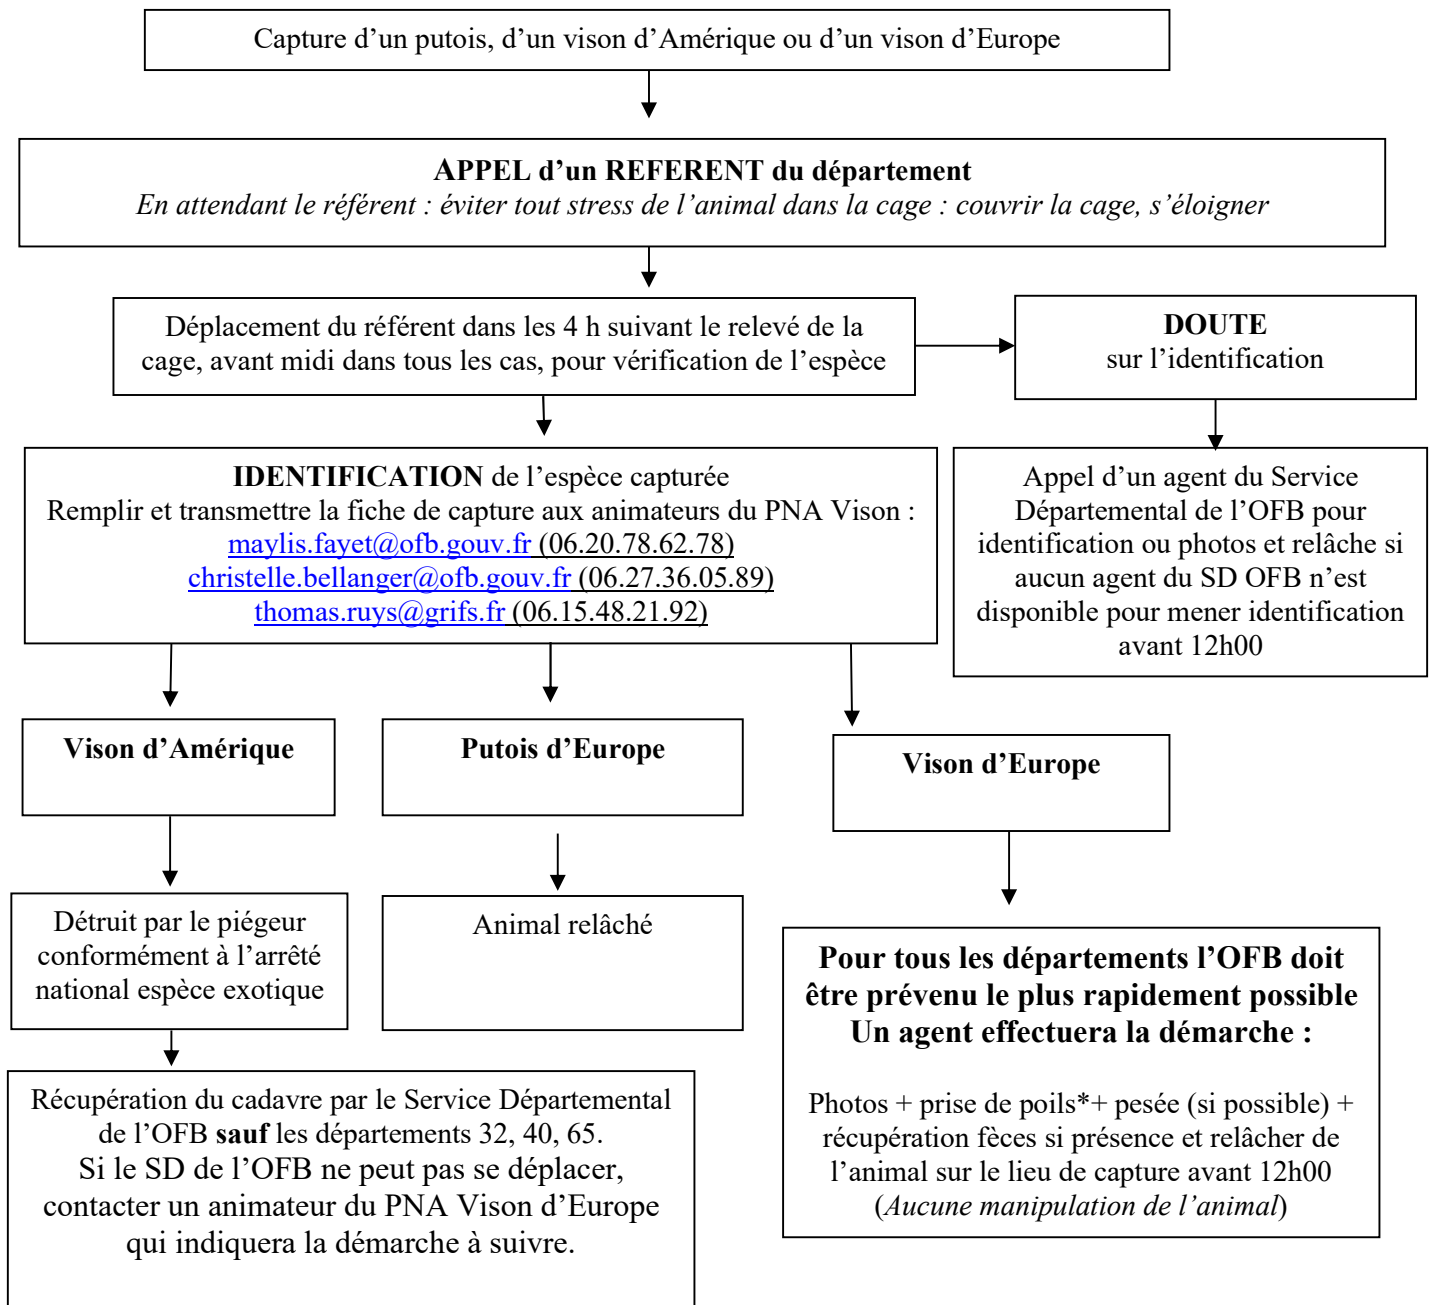 Capture d’un putois, d’un vison d’Amérique ou d’un vison d’Europe
APPEL d’un REFERENT du département
En attendant le référent : éviter tout stress de l’animal dans la cage : couvrir la cage, s’éloigner
Déplacement du référent dans les 4 h suivant le relevé de la
cage, avant midi dans tous les cas, pour vérification de l’espèce
DOUTE
sur l’identification
IDENTIFICATION de l’espèce capturée
Remplir et transmettre la fiche de capture aux animateurs du PNA Vison :
maylis.fayet@ofb.gouv.fr (06.20.78.62.78)
christelle.bellanger@ofb.gouv.fr (06.27.36.05.89)
thomas.ruys@grifs.fr (06.15.48.21.92)
Appel d’un agent du Service
Départemental de l’OFB pour
identification ou photos et relâche si
aucun agent du SD OFB n’est
disponible pour mener identification
avant 12h00
Vison d’Amérique
Putois d’Europe
Vison d’Europe
Détruit par le piégeur
conformément à l’arrêté
national espèce exotique
Animal relâché
Récupération du cadavre par le Service Départemental
de l’OFB sauf les départements 32, 40, 65.
Si le SD de l’OFB ne peut pas se déplacer,
contacter un animateur du PNA Vison d’Europe
qui indiquera la démarche à suivre.
Pour tous les départements l’OFB doit
être prévenu le plus rapidement possible
Un agent effectuera la démarche :
Photos + prise de poils*+ pesée (si possible) +
récupération fèces si présence et relâcher de
l’animal sur le lieu de capture avant 12h00
(Aucune manipulation de l’animal)